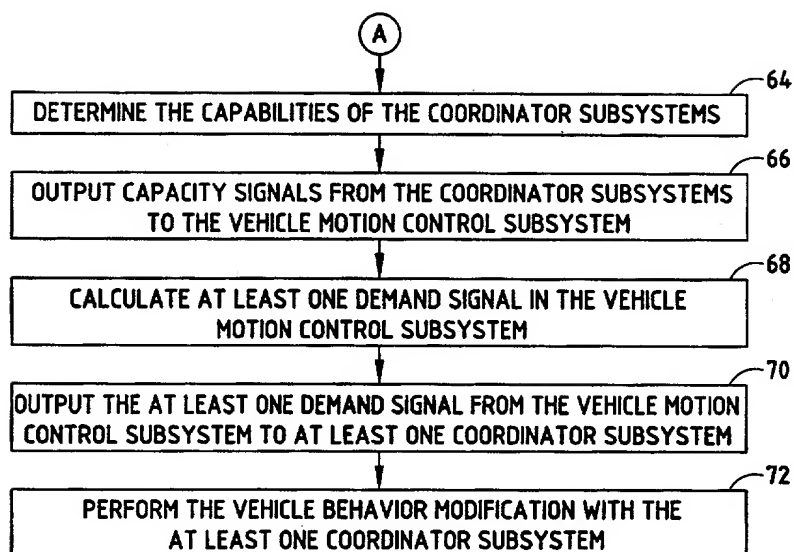 A
64
DETERMINE THE CAPABILITIES OF THE COORDINATOR SUBSYSTEMS
66
OUTPUT CAPACITY SIGNALS FROM THE COORDINATOR SUBSYSTEMS
TO THE VEHICLE MOTION CONTROL SUBSYSTEM
68
CALCULATE AT LEAST ONE DEMAND SIGNAL IN THE VEHICLE
MOTION CONTROL SUBSYSTEM
70
OUTPUT THE AT LEAST ONE DEMAND SIGNAL FROM THE VEHICLE MOTION
CONTROL SUBSYSTEM TO AT LEAST ONE COORDINATOR SUBSYSTEM
72
PERFORM THE VEHICLE BEHAVIOR MODIFICATION WITH THE
AT LEAST ONE COORDINATOR SUBSYSTEM